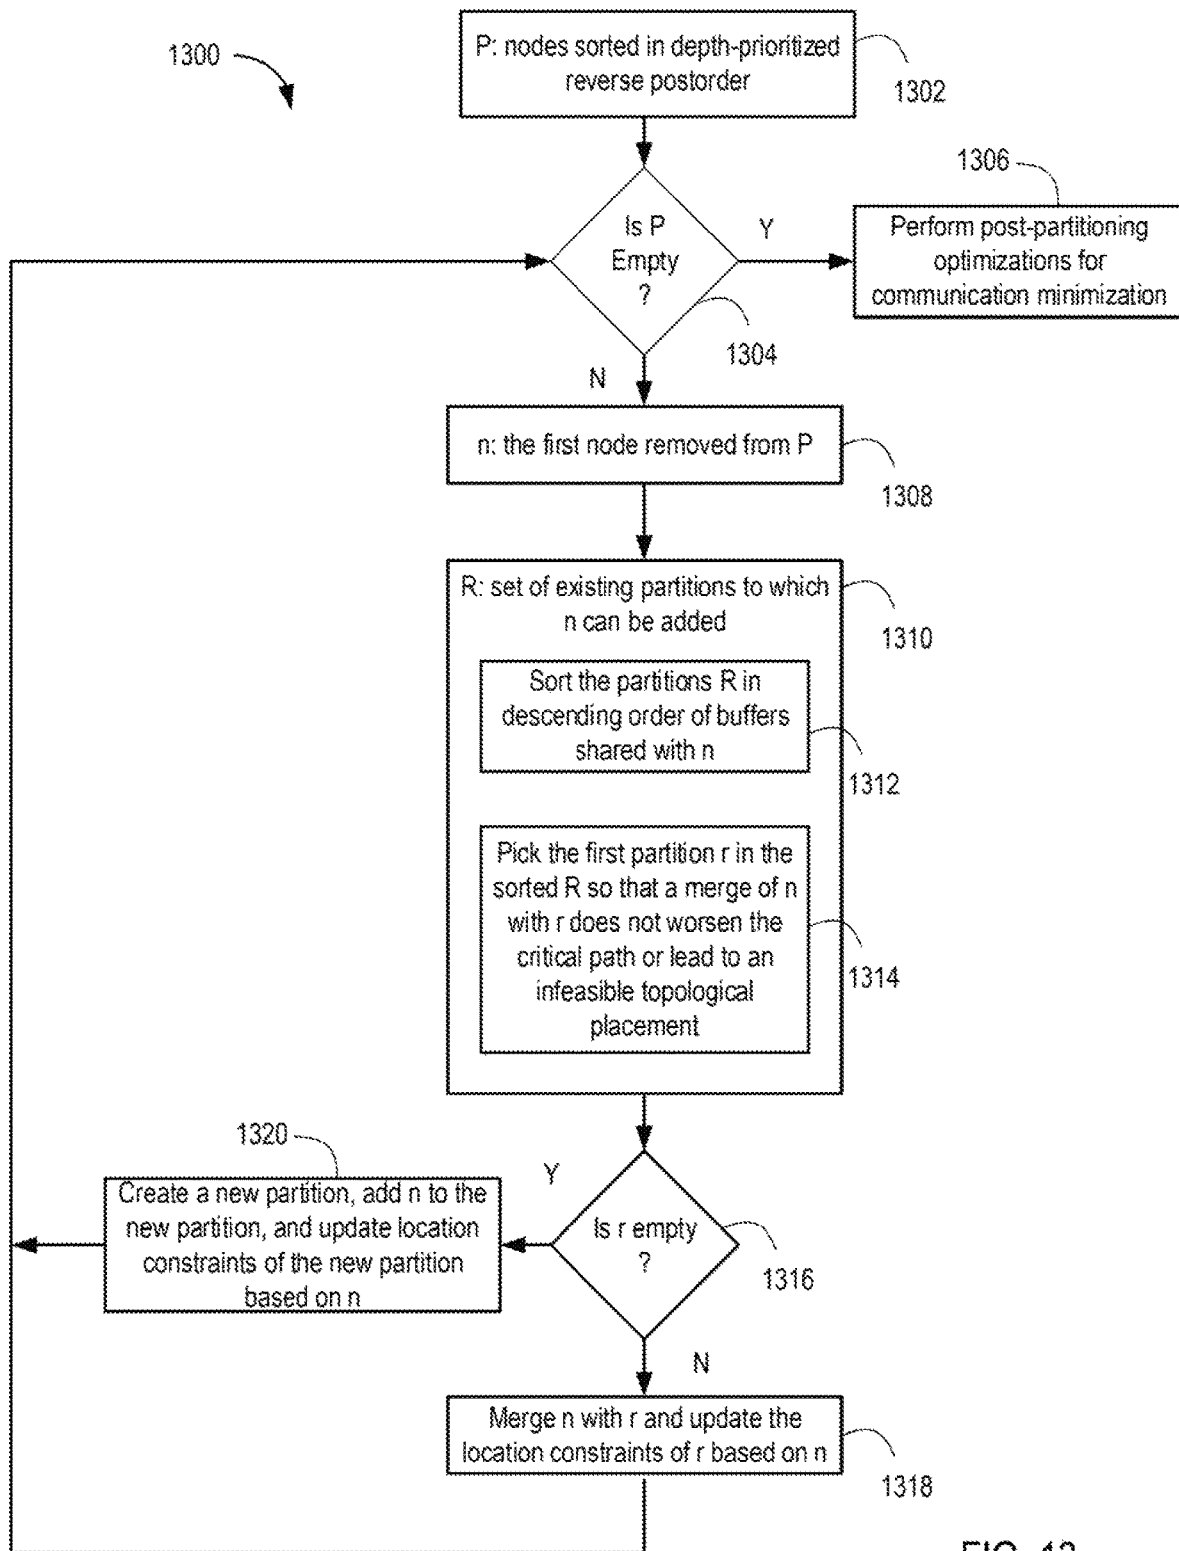 1300
P: nodes sorted in depth-prioritized
reverse postorder
1302
Is P
Empty
?
1304
Y
1306
Perform post-partitioning
optimizations for
communication minimization
N
n: the first node removed from P
1308
R: set of existing partitions to which
n can be added
1310
Sort the partitions R in
descending order of buffers
shared with n
1312
Pick the first partition r in the
sorted R so that a merge of n
with r does not worsen the
critical path or lead to an
infeasible topological
placement
1314
Is r empty
?
1316
Y
1320
Create a new partition, add n to the
new partition, and update location
constraints of the new partition
based on n
N
Merge n with r and update the
location constraints of r based on n
1318
FIG. 13